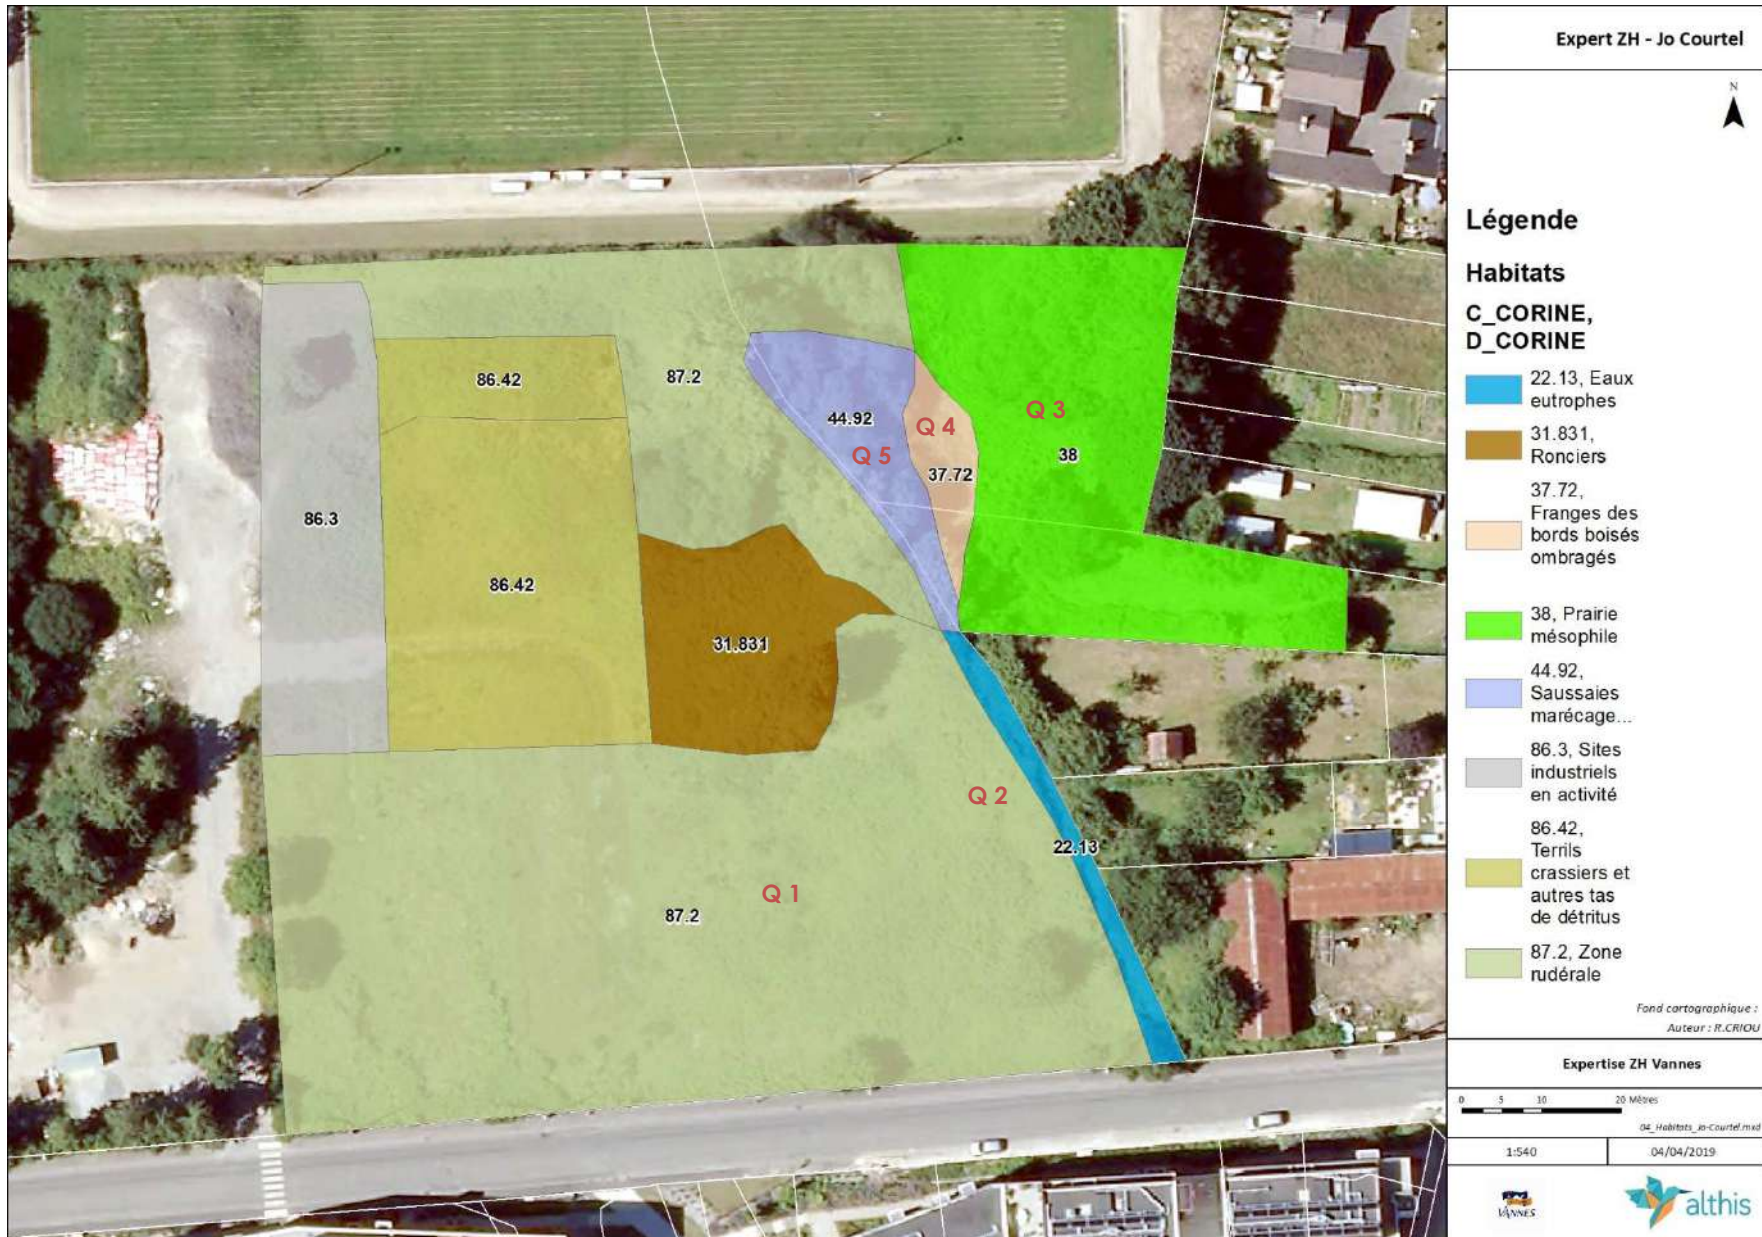 Expert ZH - Jo Courtel
N
Légende
Habitats
C_CORINE,
D_CORINE
22.13, Eaux
eutrophes
31.831,
Ronciers
37.72,
Franges des
bords boisés
ombragés
38, Prairie
mésophile
44.92,
Saussaies
marécage...
86.3, Sites
industriels
en activité
86.42,
Terrils
crassiers et
autres tas
de détritus
87.2, Zone
rudérale
Fond cartographique :
Auteur : R.CRIOU
Expertise ZH Vannes
0 5 10 20 Mètres
04_Habitats_Jo-Courtel.mxd
1:540
04/04/2019
VANNES
althis
86.42
87.2
44.92
Q 4
Q 3
Q 5
38
37.72
86.3
86.42
31.831
Q 2
22.13
Q 1
87.2